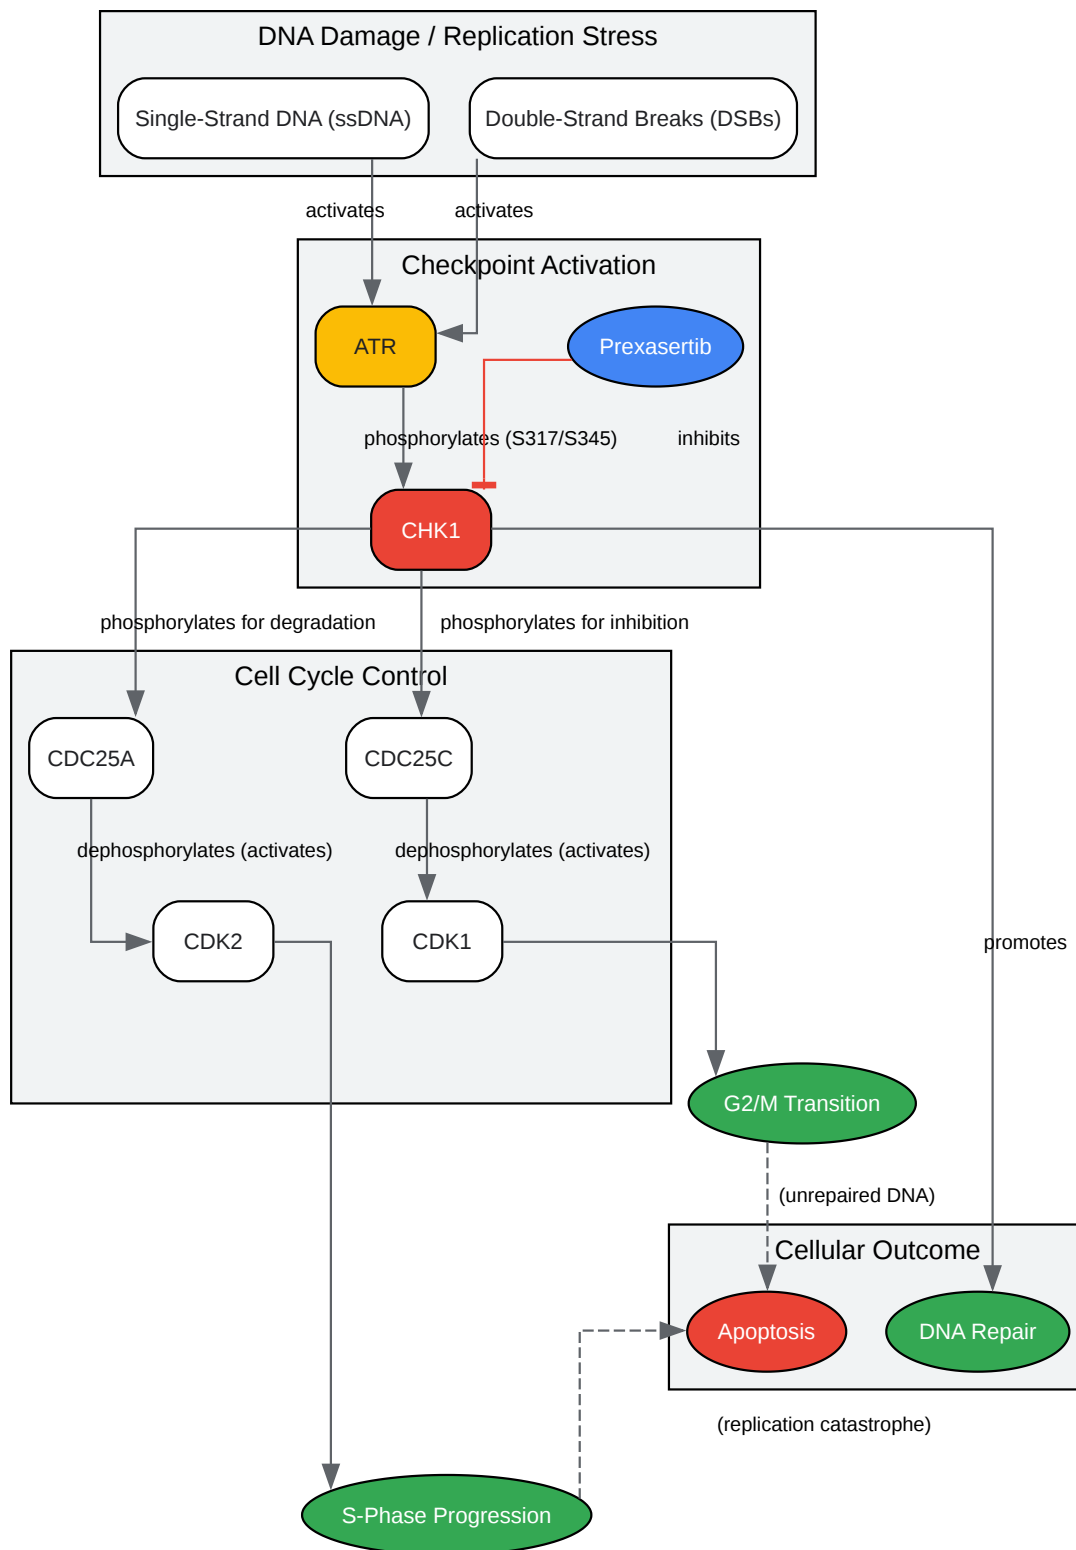 DNA Damage / Replication Stress
Single-Strand DNA (ssDNA)
Double-Strand Breaks (DSBs)
activates
activates
Checkpoint Activation
ATR
Prexasertib
phosphorylates (S317/S345)
inhibits
CHK1
phosphorylates for degradation
phosphorylates for inhibition
Cell Cycle Control
CDC25A
CDC25C
dephosphorylates (activates)
dephosphorylates (activates)
CDK2
CDK1
promotes
G2/M Transition
(unrepaired DNA)
Cellular Outcome
Apoptosis
DNA Repair
(replication catastrophe)
S-Phase Progression